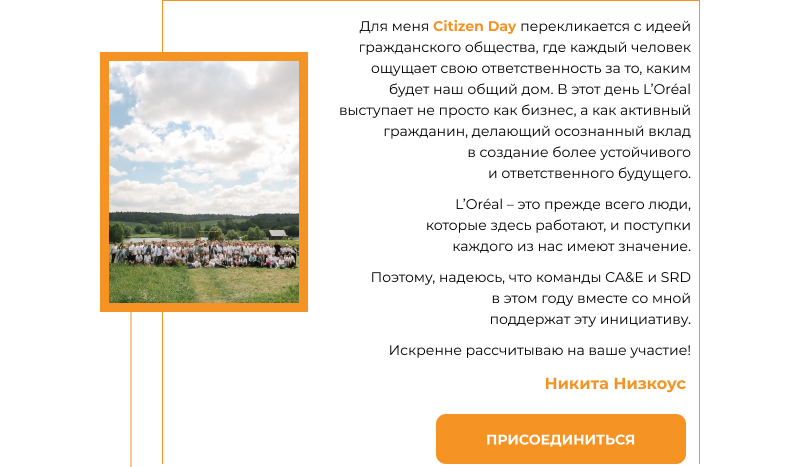 Для меня Citizen Day перекликается с идеей
гражданского общества, где каждый человек
ощущает свою ответственность за то, каким
будет наш общий дом. В этот день L’Oréal
выступает не просто как бизнес, а как активный
гражданин, делающий осознанный вклад
в создание более устойчивого
и ответственного будущего.
L’Oréal – это прежде всего люди,
которые здесь работают, и поступки
каждого из нас имеют значение.
Поэтому, надеюсь, что команды CA&E и SRD
в этом году вместе со мной
поддержат эту инициативу.
Искренне рассчитываю на ваше участие!
Никита Низкоус
ПРИСОЕДИНИТЬСЯ